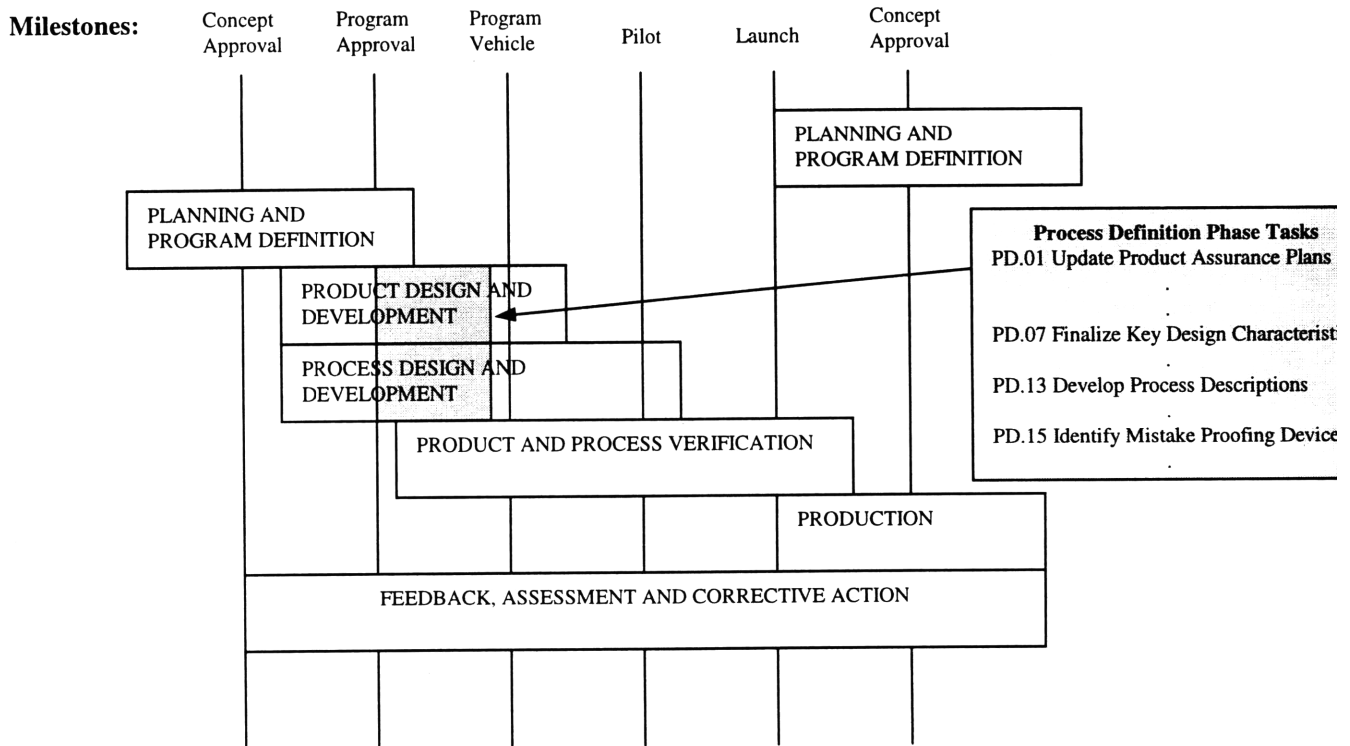 Milestones:
Concept
Approval
Program
Approval
Program
Vehicle
Pilot
Launch
Concept
Approval
PLANNING AND
PROGRAM DEFINITION
PLANNING AND
PROGRAM DEFINITION
Process Definition Phase Tasks
PD.01 Update Product Assurance Plans
.
.
PD.07 Finalize Key Design Characteristi
.
PD.13 Develop Process Descriptions
.
PD.15 Identify Mistake Proofing Device
.
PRODUCT DESIGN AND
DEVELOPMENT
PROCESS DESIGN AND
DEVELOPMENT
PRODUCT AND PROCESS VERIFICATION
PRODUCTION
FEEDBACK, ASSESSMENT AND CORRECTIVE ACTION